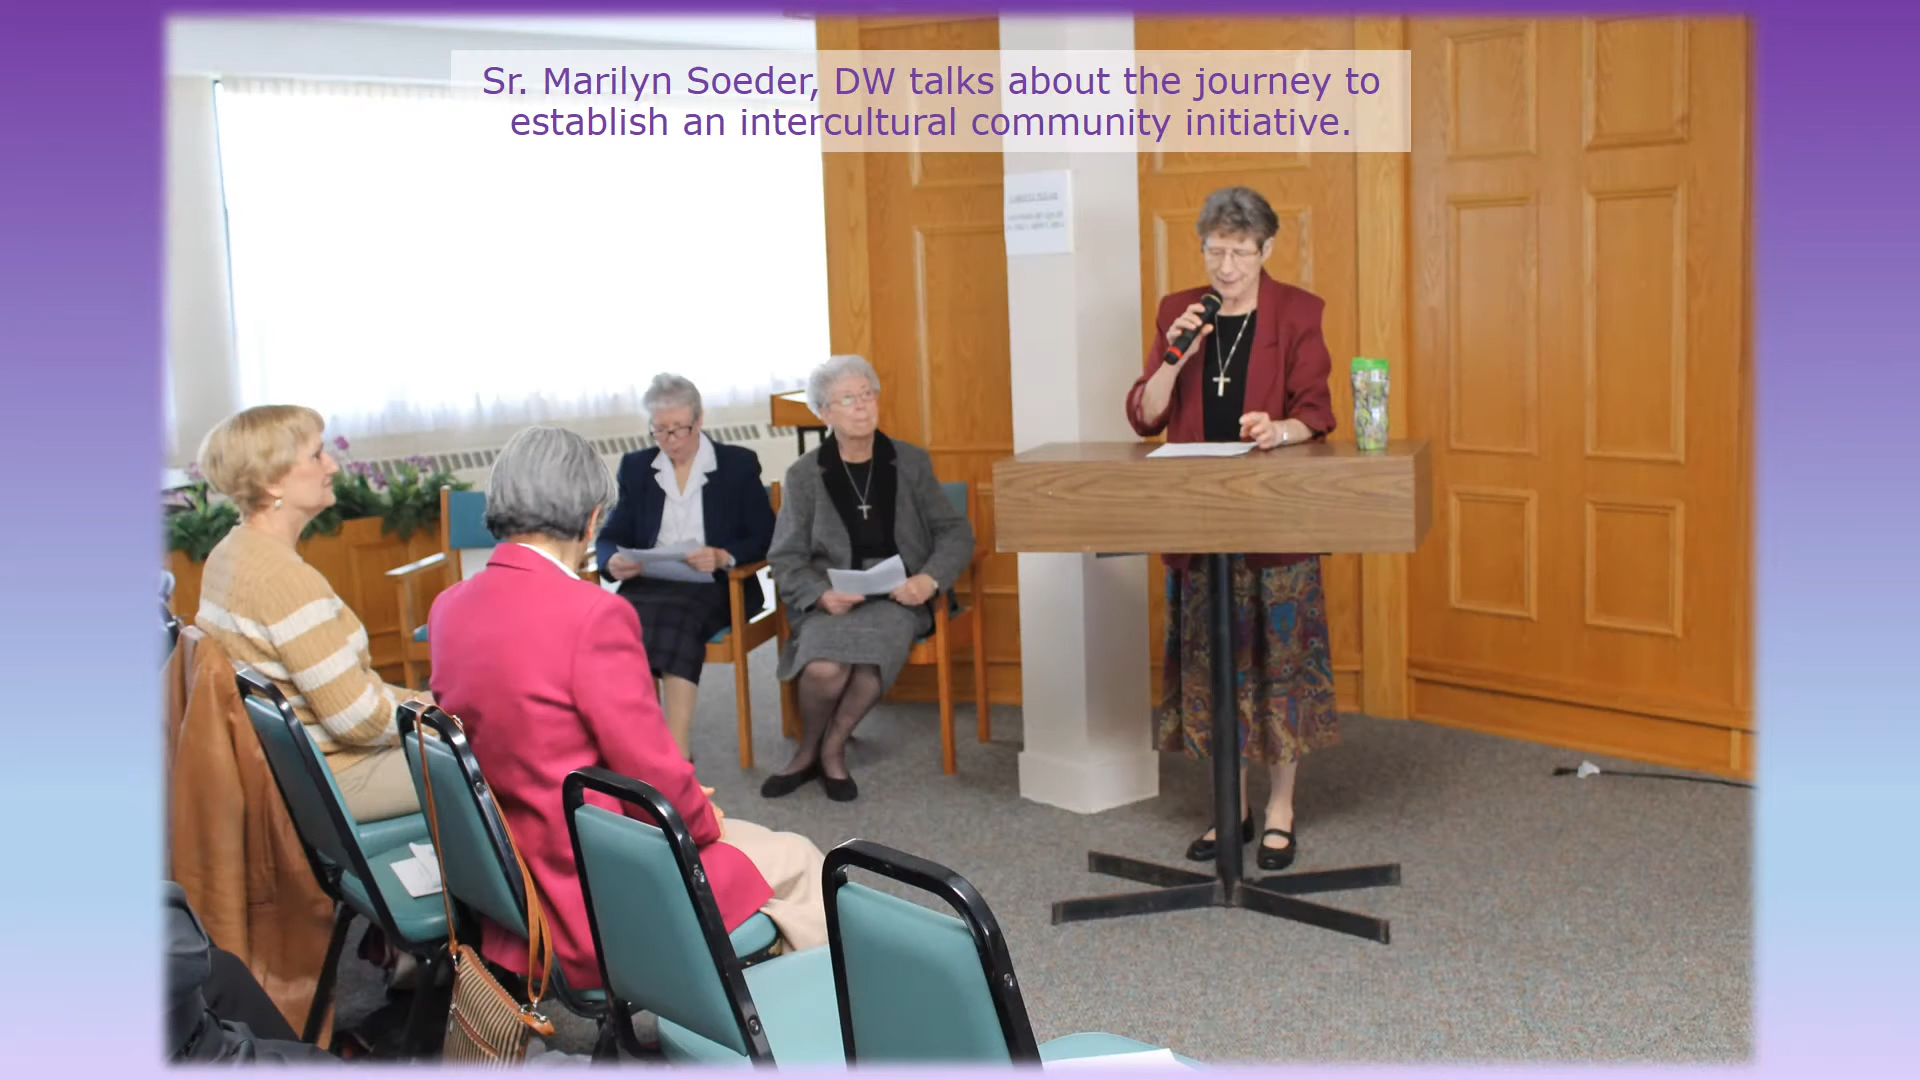 Sr. Marilyn Soeder, DW talks about the journey to
establish an intercultural community initiative.